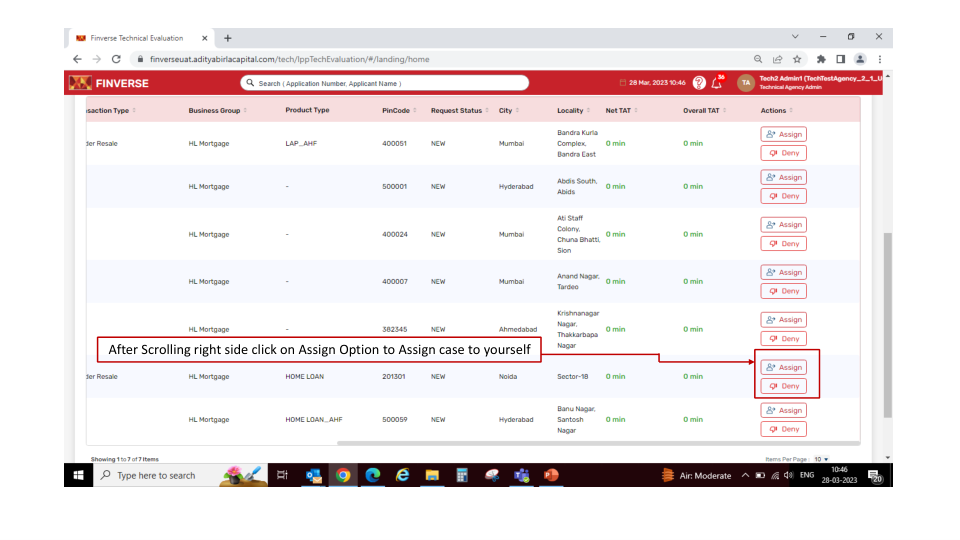 Finverse Technical Evaluation
finverseuat.adityabirlacapital.com/tech/lppTechEvaluation/#/landing/home
FINVERSE
Search ( Application Number, Applicant Name )
28 Mar, 2023 10:46
36
TA
Tech2 Admin1 (TechTestAgency_2_1_U
Technical Agency Admin
saction Type
Business Group
Product Type
PinCode
Request Status
City
Locality
Net TAT
Overall TAT
Actions
der Resale
HL Mortgage
LAP_AHF
400051
NEW
Mumbai
Bandra Kurla
Complex,
Bandra East
0 min
0 min
Assign
Deny
HL Mortgage
-
500001
NEW
Hyderabad
Abdis South,
Abids
0 min
0 min
Assign
Deny
HL Mortgage
-
400024
NEW
Mumbai
Ati Staff
Colony,
Chuna Bhatti,
Sion
0 min
0 min
Assign
Deny
HL Mortgage
-
400007
NEW
Mumbai
Anand Nagar,
Tardeo
0 min
0 min
Assign
Deny
HL Mortgage
-
382345
NEW
Ahmedabad
Krishnanagar
Nagar,
Thakkarbapa
Nagar
0 min
0 min
Assign
Deny
After Scrolling right side click on Assign Option to Assign case to yourself
der Resale
HL Mortgage
HOME LOAN
201301
NEW
Noida
Sector-18
0 min
0 min
Assign
Deny
HL Mortgage
HOME LOAN_AHF
500059
NEW
Hyderabad
Banu Nagar,
Santosh
Nagar
0 min
0 min
Assign
Deny
Showing 1 to 7 of 7 Items
Items Per Page : 10
Type here to search
Air: Moderate
ENG
10:46
28-03-2023
20